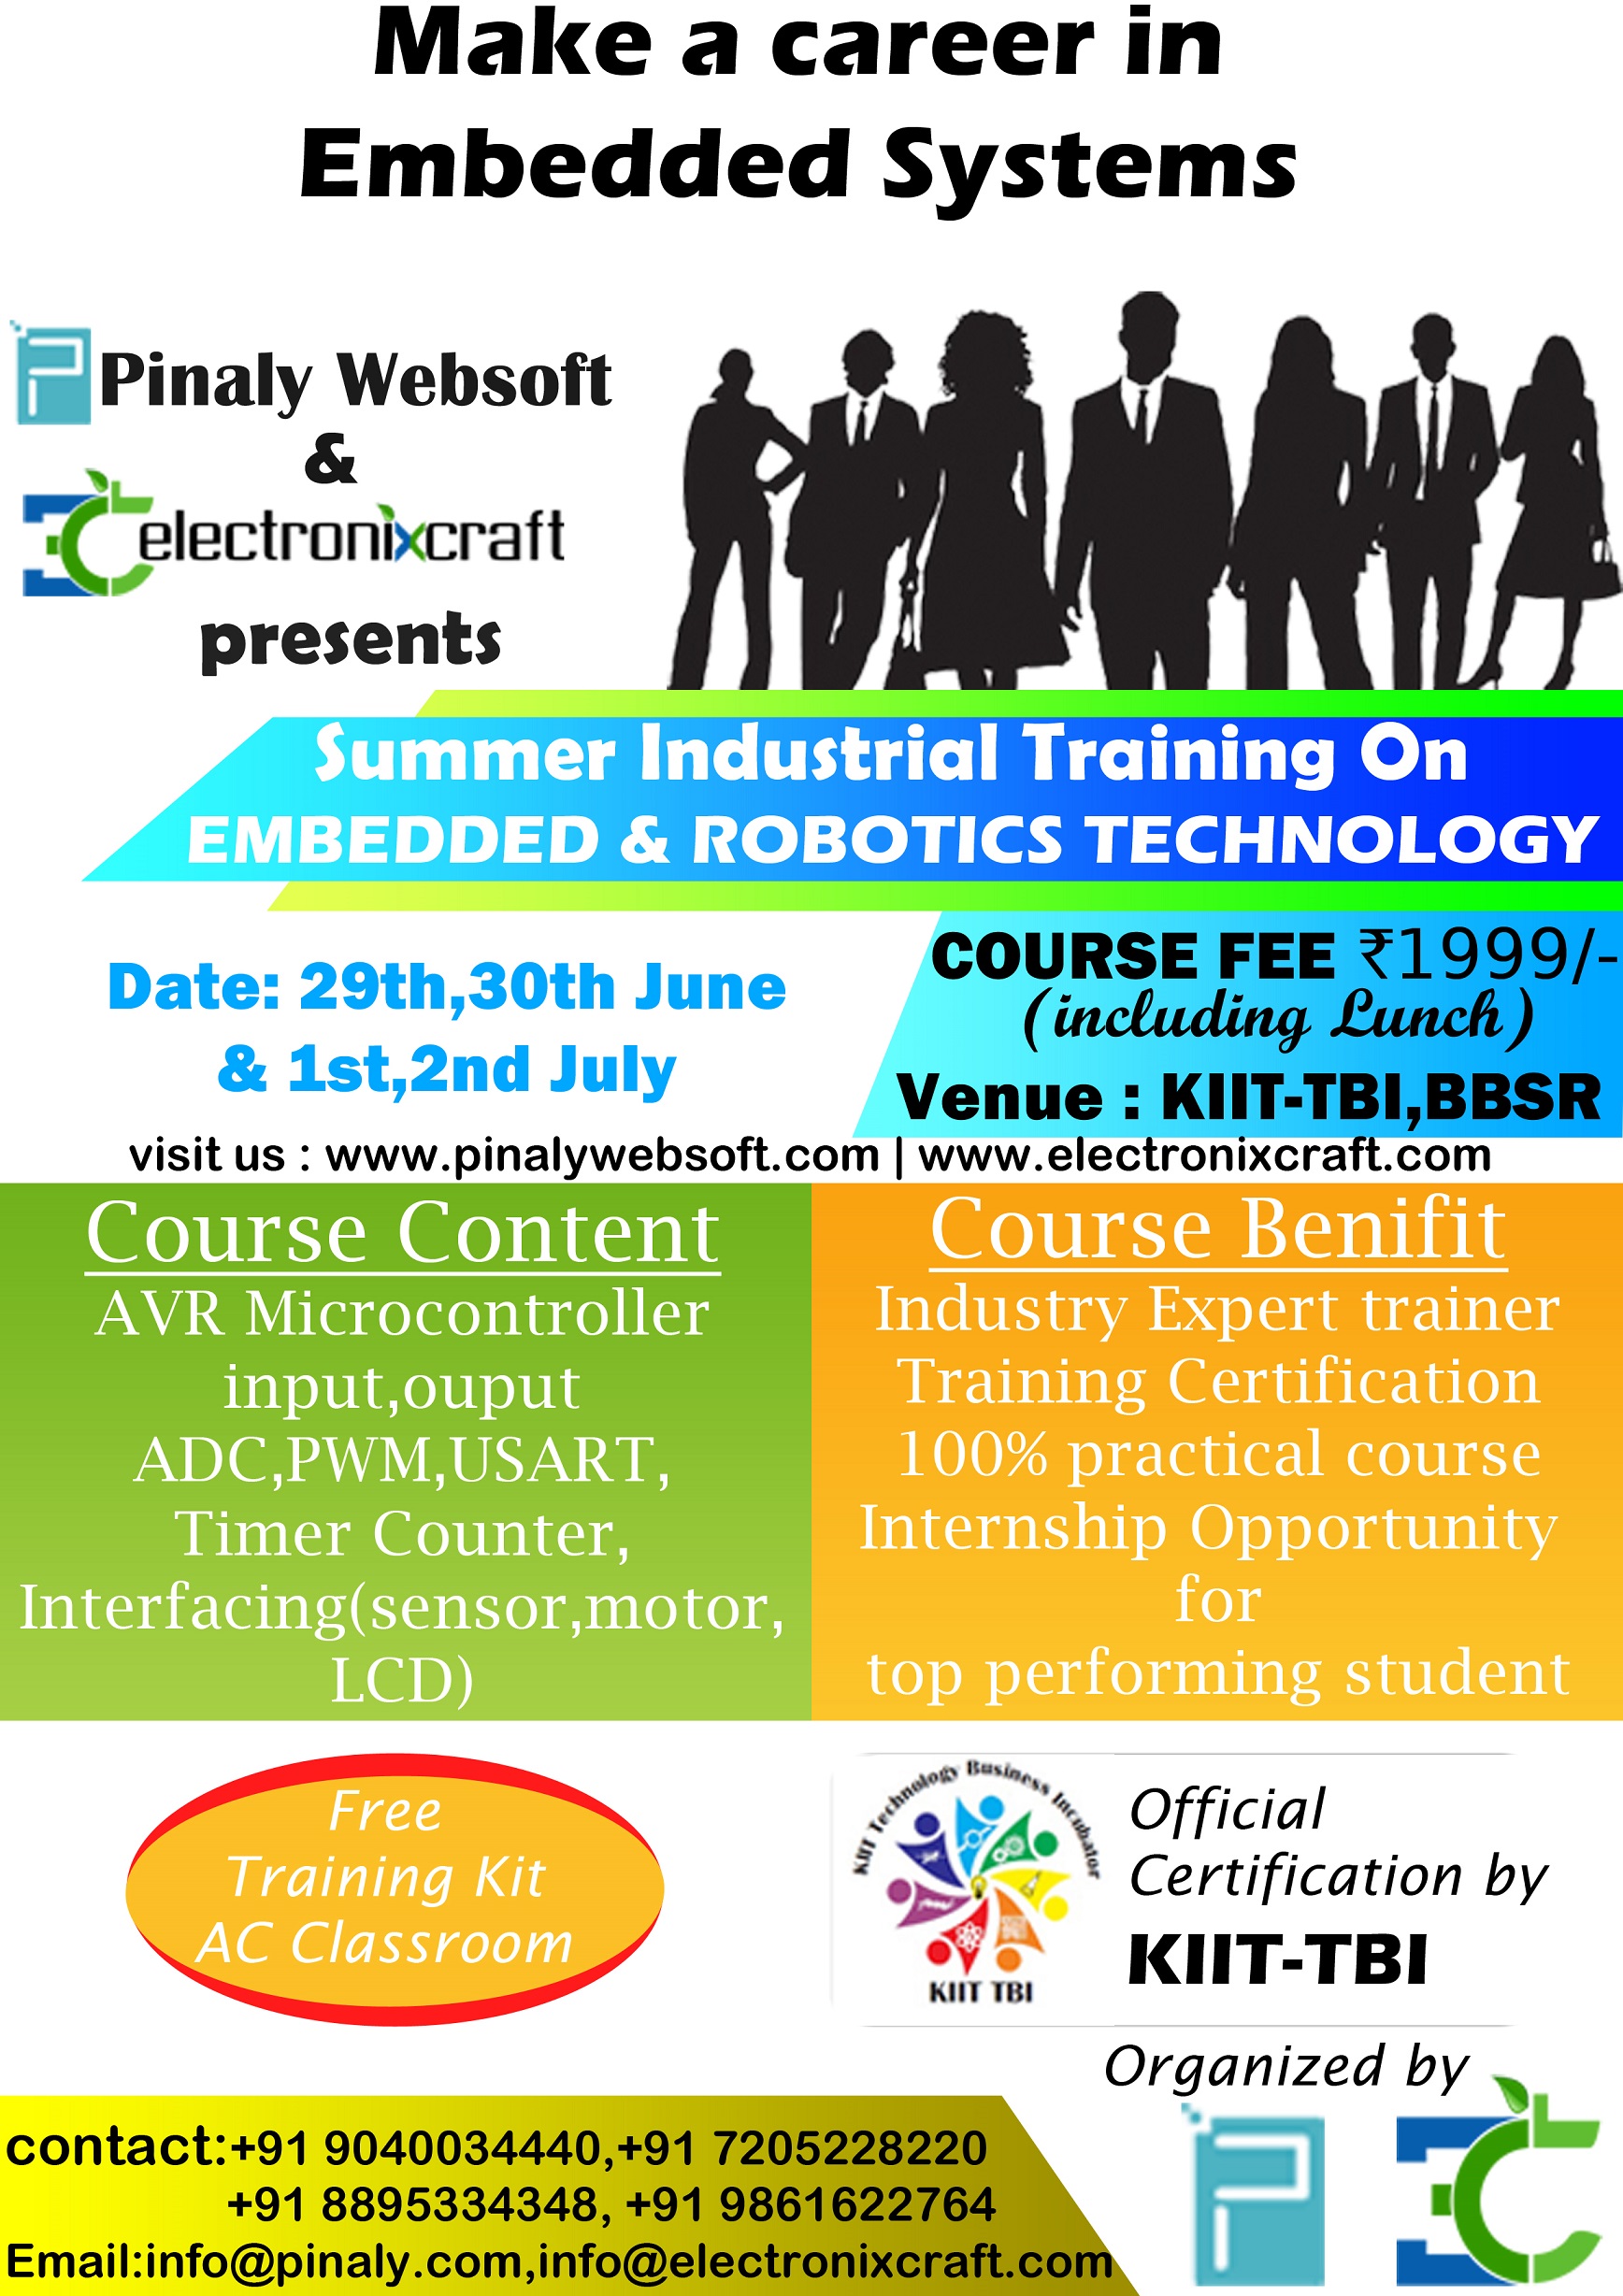 Make a career in
Embedded Systems
Pinaly Websoft
&
electronixcraft
presents
Summer Industrial Training On
EMBEDDED & ROBOTICS TECHNOLOGY
Date: 29th,30th June
& 1st,2nd July
COURSE FEE ₹1999/-
(including Lunch)
Venue : KIIT-TBI,BBSR
visit us : www.pinalywebsoft.com | www.electronixcraft.com
Course Content
AVR Microcontroller
input,ouput
ADC,PWM,USART,
Timer Counter,
Interfacing(sensor,motor,
LCD)
Course Benifit
Industry Expert trainer
Training Certification
100% practical course
Internship Opportunity
for
top performing student
Free
Training Kit
AC Classroom
KIIT Technology Business Incubator
KIIT TBI
Official
Certification by
KIIT-TBI
Organized by
contact:+91 9040034440,+91 7205228220
+91 8895334348, +91 9861622764
Email:info@pinaly.com,info@electronixcraft.com